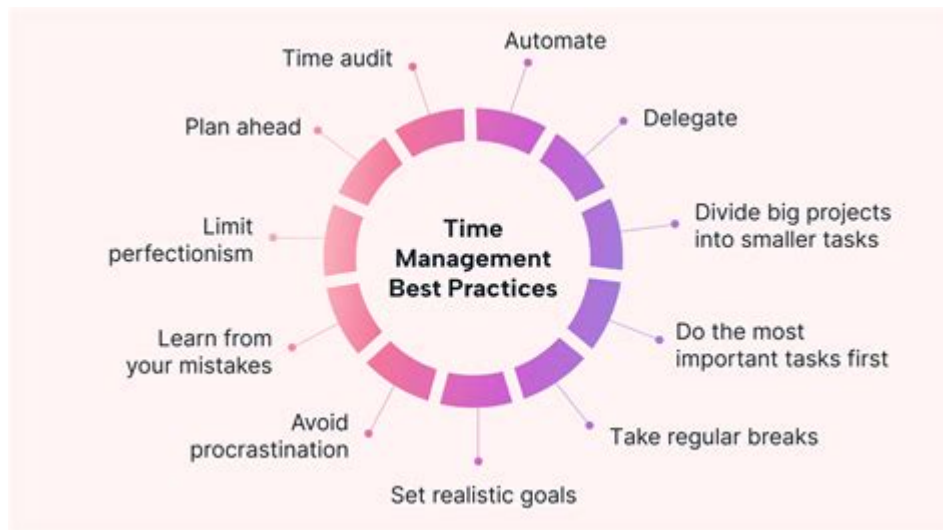 Time Management Best Practices
Automate
Delegate
Divide big projects
into smaller tasks
Do the most
important tasks first
Take regular breaks
Set realistic goals
Avoid
procrastination
Learn from
your mistakes
Limit
perfectionism
Plan ahead
Time audit